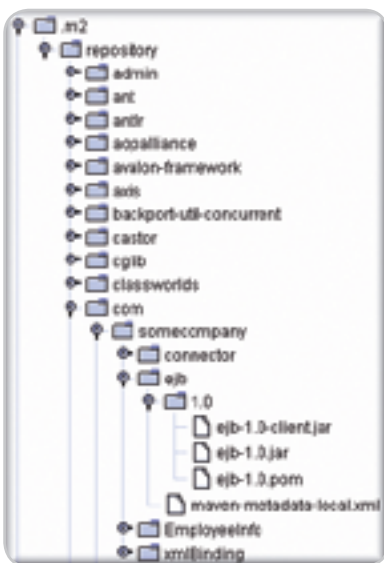 .m2
repository
admin
ant
antlr
aopalliance
avalon-framework
axis
backport-util-concurrent
castor
cglib
classworlds
com
somecompany
connector
ejb
1.0
ejb-1.0-client.jar
ejb-1.0.jar
ejb-1.0.pom
maven-metadata-local.xml
EmployeeInfo
xmlBinding